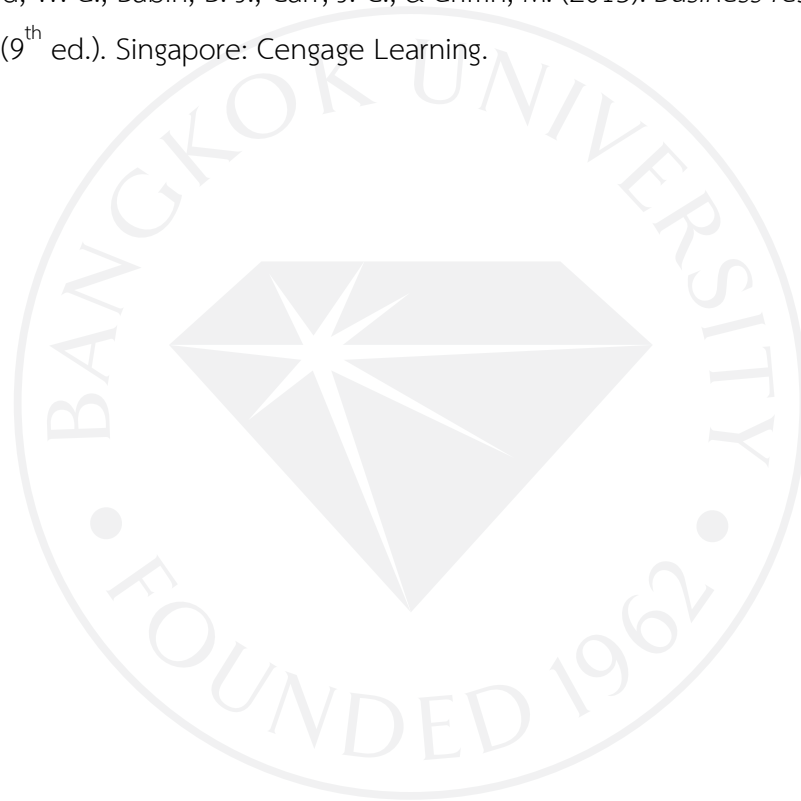 W. G., Babin, B. J., Carr, J. C., & Griffin, M. (2013). Business
(9th ed.). Singapore: Cengage Learning.
BANGKOK UNIVERSITY
• FOUNDED 1962 •